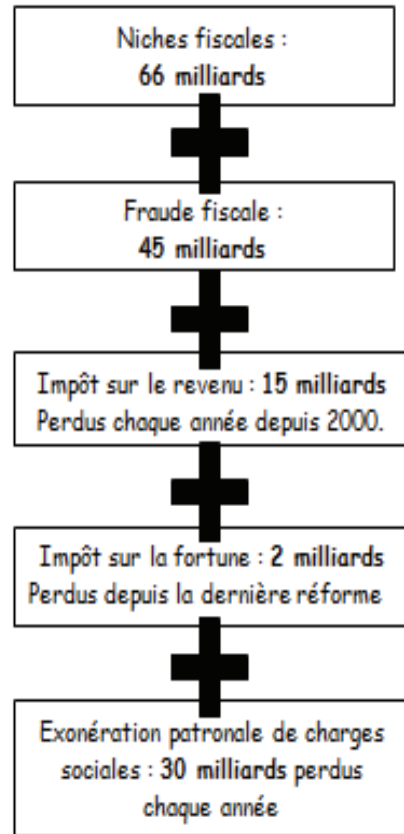 Niches fiscales :
66 milliards
Fraude fiscale :
45 milliards
Impôt sur le revenu : 15 milliards
Perdus chaque année depuis 2000.
Impôt sur la fortune : 2 milliards
Perdus depuis la dernière réforme
Exonération patronale de charges
sociales : 30 milliards perdus
chaque année